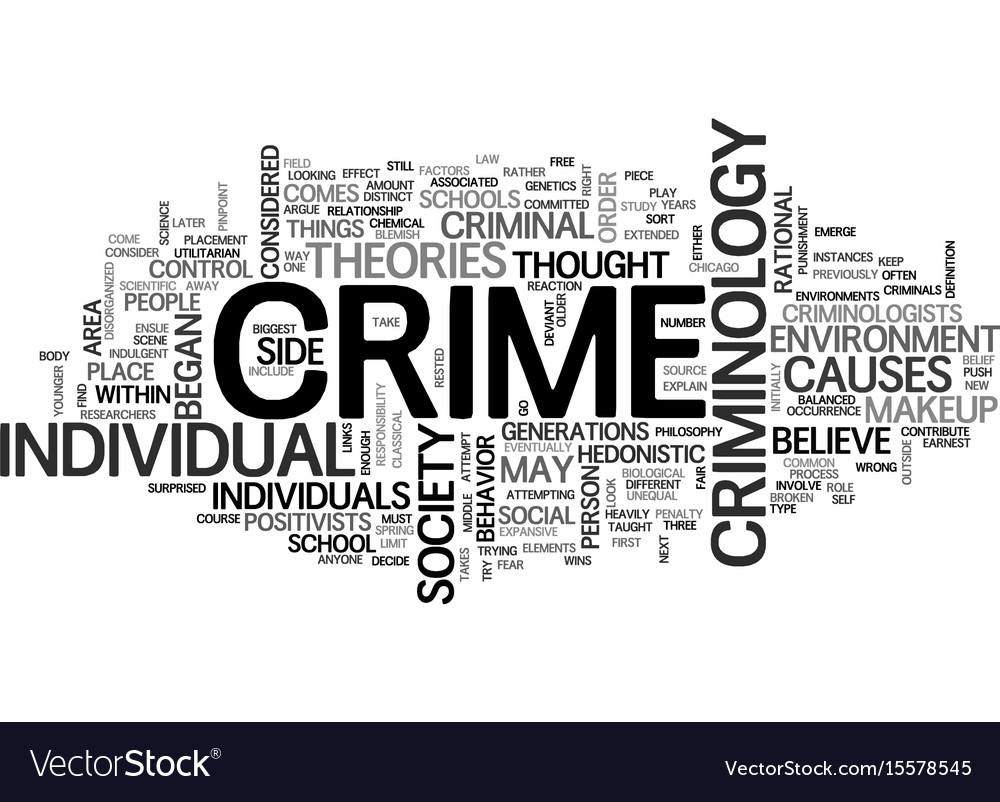 CRIME
CRIMINOLOGY
INDIVIDUAL
SOCIETY
THEORIES
THOUGHT
CAUSES
ENVIRONMENT
MAKEUP
BELIEVE
CRIMINAL
INDIVIDUALS
CONSIDERED
FIELD
LOOKING
EFFECT
STILL
FACTORS
LAW
RATHER
FREE
RIGHT
PIECE
COMES
AMOUNT
DISTINCT
ASSOCIATED
SCHOOLS
GENETICS
COMMITTED
ORDER
STUDY
PLAY
YEARS
SORT
EXTENDED
ARGUE
RELATIONSHIP
THINGS
CHEMICAL
BLEMISH
WAY
ONE
REACTION
EITHER
CHICAGO
RATIONAL
PUNISHMENT
EMERGE
INSTANCES
KEEP
PREVIOUSLY
OFTEN
ENVIRONMENTS
CRIMINALS
DEFINITION
CRIMINOLOGISTS
SCIENCE
LATER
PINPOINT
COME
CONSIDER
PLACEMENT
UTILITARIAN
DISORGANIZED
CONTROL
SCIENTIFIC
AWAY
PEOPLE
AREA
ENSUE
SCENE
INDULGENT
BEGAN
BODY
PLACE
YOUNGER
FIND
WITHIN
RESEARCHERS
BIGGEST
SIDE
INCLUDE
TAKE
RESTED
DEVIANT
OLDER
NUMBER
SOURCE
EXPLAIN
INITIALLY
BELIEF
PUSH
NEW
BALANCED
OCCURRENCE
CONTRIBUTE
EARNEST
OUTSIDE
WRONG
COMMON
PROCESS
INVOLVE
ROLE
BROKEN
SELF
TYPE
GO
GENERATIONS
PHILOSOPHY
EVENTUALLY
HEDONISTIC
MAY
BIOLOGICAL
DIFFERENT
UNEQUAL
FAIR
LOOK
PERSON
ATTEMPTING
SOCIAL
EXPANSIVE
HEAVILY
PENALTY
TAUGHT
THREE
FIRST
NEXT
BEHAVIOR
ATTEMPT
MIDDLE
TAKES
TRY
TRYING
ELEMENTS
FEAR
WINS
LINKS
ENOUGH
RESPONSIBILITY
CLASSICAL
SURPRISED
COURSE
POSITIVISTS
MUST
SPRING
SCHOOL
LIMIT
ANYONE
DECIDE
VectorStock®
VectorStock.com/15578545